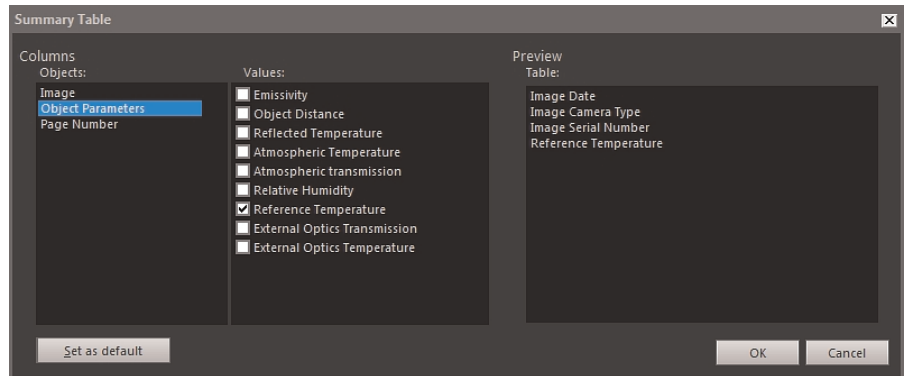 Summary Table
Columns
Objects:
Image
Object Parameters
Page Number
Values:
Emissivity
Object Distance
Reflected Temperature
Atmospheric Temperature
Atmospheric transmission
Relative Humidity
Reference Temperature
External Optics Transmission
External Optics Temperature
Preview
Table:
Image Date
Image Camera Type
Image Serial Number
Reference Temperature
Set as default
OK
Cancel